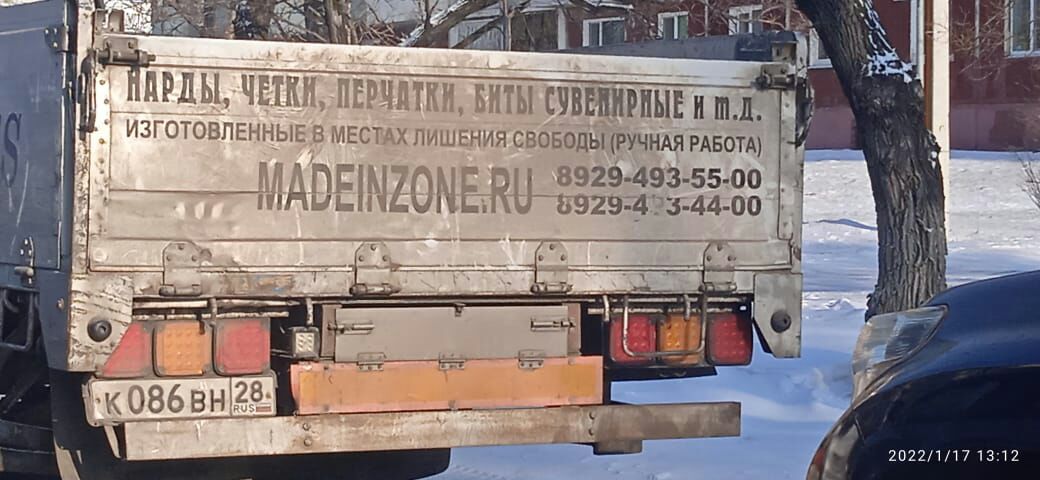 НАРДЫ, ЧЕТКИ, ПЕРЧАТКИ, БИТЫ СУВЕНИРНЫЕ И т.д.
ИЗГОТОВЛЕННЫЕ В МЕСТАХ ЛИШЕНИЯ СВОБОДЫ (РУЧНАЯ РАБОТА)
MADEINZONE.RU
8929-493-55-00
К 086 ВН 28
RUS
2022/1/17 13:12